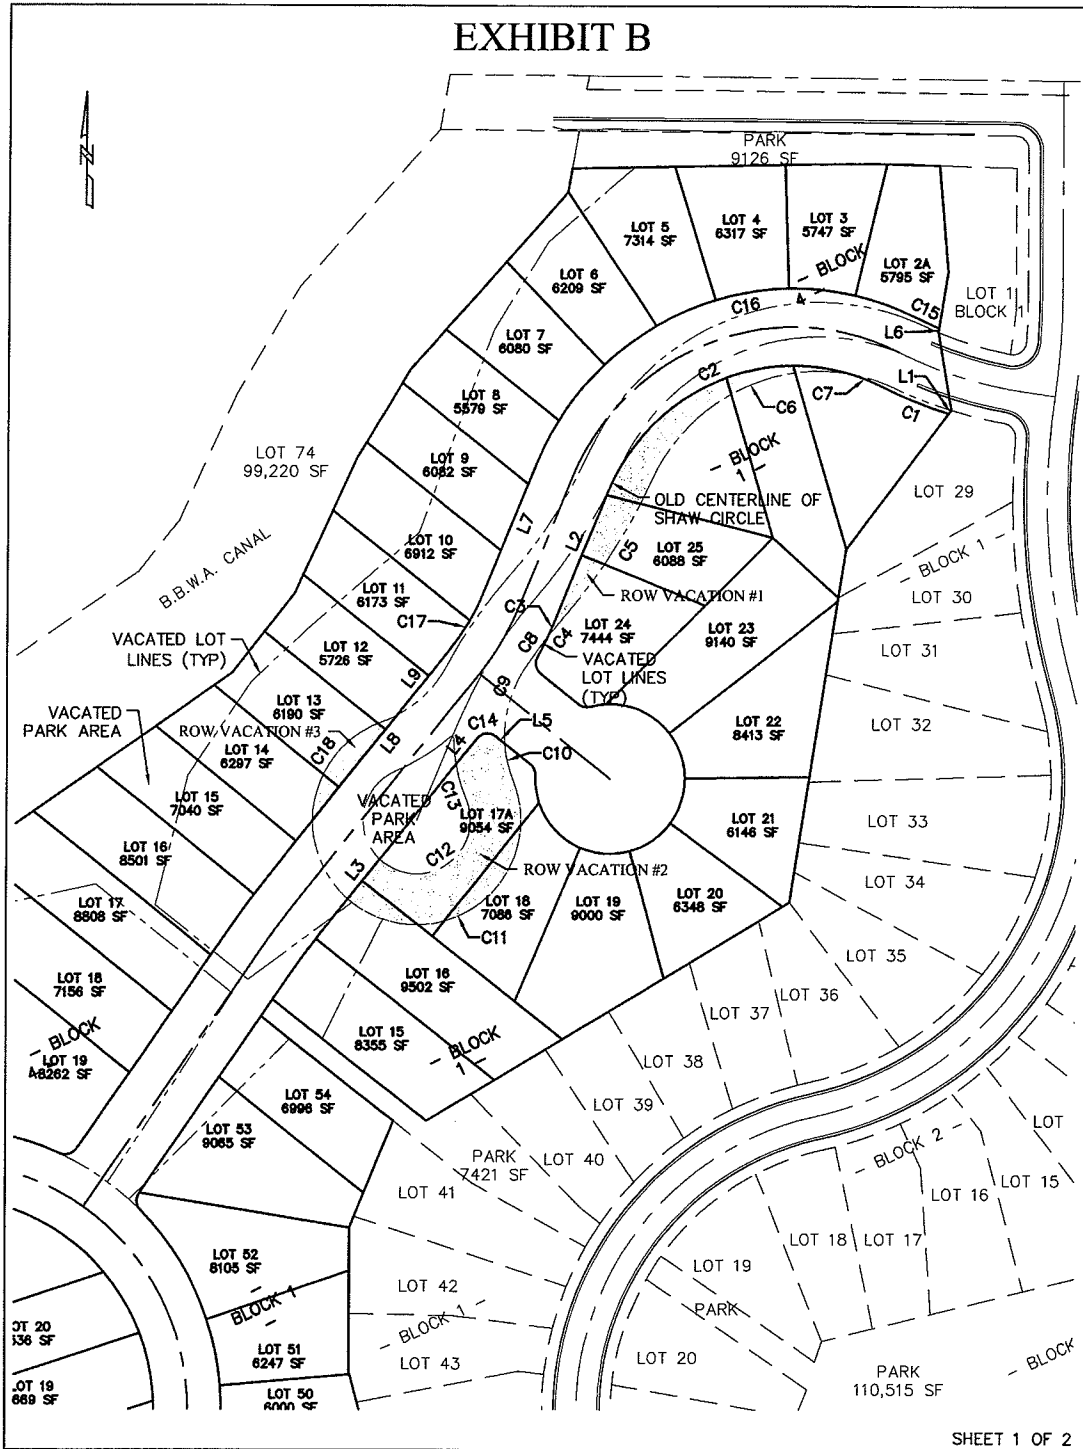 EXHIBIT B
N
PARK
9126 SF
LOT 5
7314 SF
LOT 4
6317 SF
LOT 3
5747 SF
LOT 2A
5795 SF
BLOCK
4
LOT 1
BLOCK 1
LOT 6
6209 SF
C16
C15
L6
LOT 7
6080 SF
C2
C7
L1
C6
C1
LOT 8
5579 SF
LOT 74
99,220 SF
LOT 9
6082 SF
BLOCK
1
LOT 29
OLD CENTERLINE OF
SHAW CIRCLE
L7
L2
C5
LOT 10
6912 SF
LOT 25
6088 SF
B.B.W.A. CANAL
BLOCK 1
LOT 11
6173 SF
ROW VACATION #1
LOT 30
C17
C3
C8
C4
LOT 24
7444 SF
LOT 23
9140 SF
VACATED LOT
LINES (TYP)
LOT 12
5726 SF
LOT 31
VACATED
LOT LINES
(TYP)
L9
C9
LOT 13
6190 SF
VACATED
PARK AREA
ROW VACATION #3
LOT 32
C14
L5
LOT 22
8413 SF
LOT 14
6297 SF
C18
L8
L4
C10
LOT 15
7040 SF
VACATED
PARK
AREA
C13
LOT 17A
9054 SF
LOT 21
6146 SF
LOT 33
LOT 16
8501 SF
C12
L3
ROW VACATION #2
LOT 34
LOT 17
8808 SF
LOT 18
7086 SF
LOT 19
9000 SF
LOT 20
6348 SF
C11
LOT 35
LOT 18
7156 SF
LOT 16
9502 SF
LOT 36
LOT 37
BLOCK
4
LOT 15
8355 SF
BLOCK
1
LOT 19
8262 SF
LOT 38
LOT 54
6996 SF
LOT 39
LOT 53
9065 SF
LOT
PARK
7421 SF
LOT 40
BLOCK 2
LOT 41
LOT 15
LOT 16
LOT 17
LOT 18
LOT 52
8105 SF
LOT 19
LOT 42
BLOCK 1
BLOCK 1
PARK
OT 20
536 SF
LOT 51
6247 SF
LOT 43
LOT 20
BLOCK
PARK
110,515 SF
OT 19
669 SF
LOT 50
6000 SF
SHEET 1 OF 2